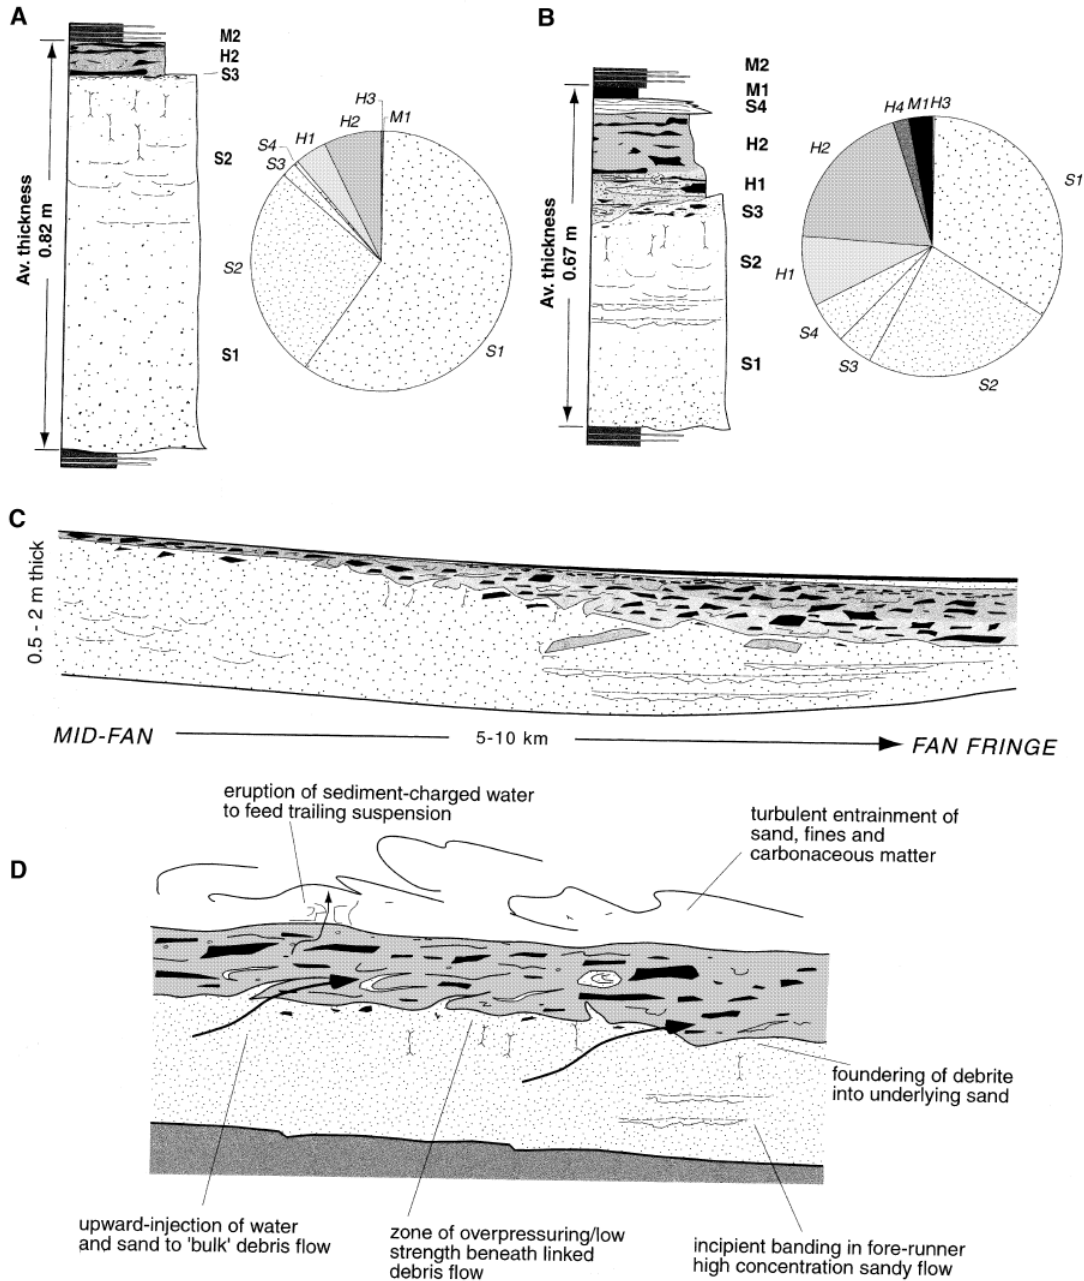 A
M2
H2
S3
S2
S1
Av. thickness
0.82 m
H3
M1
H2
H1
S4
S3
S2
S1
B
M2
M1
S4
H2
H1
S3
S2
S1
Av. thickness
0.67 m
H4
M1
H3
H2
S1
H1
S4
S3
S2
C
0.5 - 2 m thick
MID-FAN
5-10 km
FAN FRINGE
D
eruption of sediment-charged water
to feed trailing suspension
turbulent entrainment of
sand, fines and
carbonaceous matter
foundering of debrite
into underlying sand
upward-injection of water
and sand to 'bulk' debris flow
zone of overpressuring/low
strength beneath linked
debris flow
incipient banding in fore-runner
high concentration sandy flow